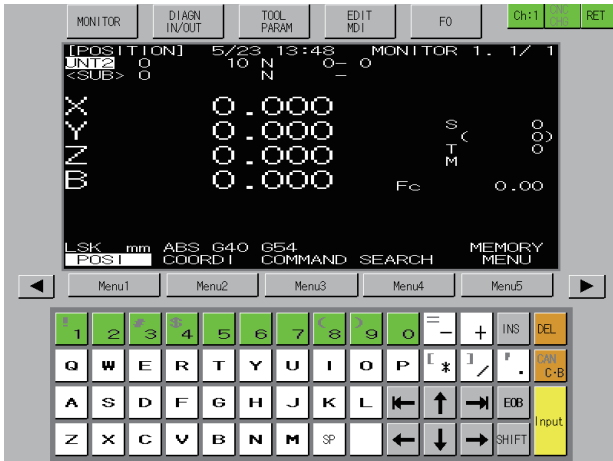 MONITOR DIAGN IN/OUT TOOL PARAM EDIT MDI F0 Ch:1 CNC CHG RET
[POSITION] 5/23 13:48 MONITOR 1. 1/ 1
UNT2 O 10 N 0- 0
<SUB> O N -
X 0.000
Y 0.000 S 0
( 0)
Z 0.000 T 0
M
B 0.000 Fc 0.00
LSK mm ABS G40 G54 MEMORY
POSI COORDI COMMAND SEARCH MENU
Menu1 Menu2 Menu3 Menu4 Menu5
! 1 2 # 3 $ 4 5 6 7 ( 8 ) 9 0 = - + INS DEL
Q W E R T Y U I O P [ * ] / ' . CAN C·B
A S D F G H J K L EOB Input
Z X C V B N M SP SHIFT